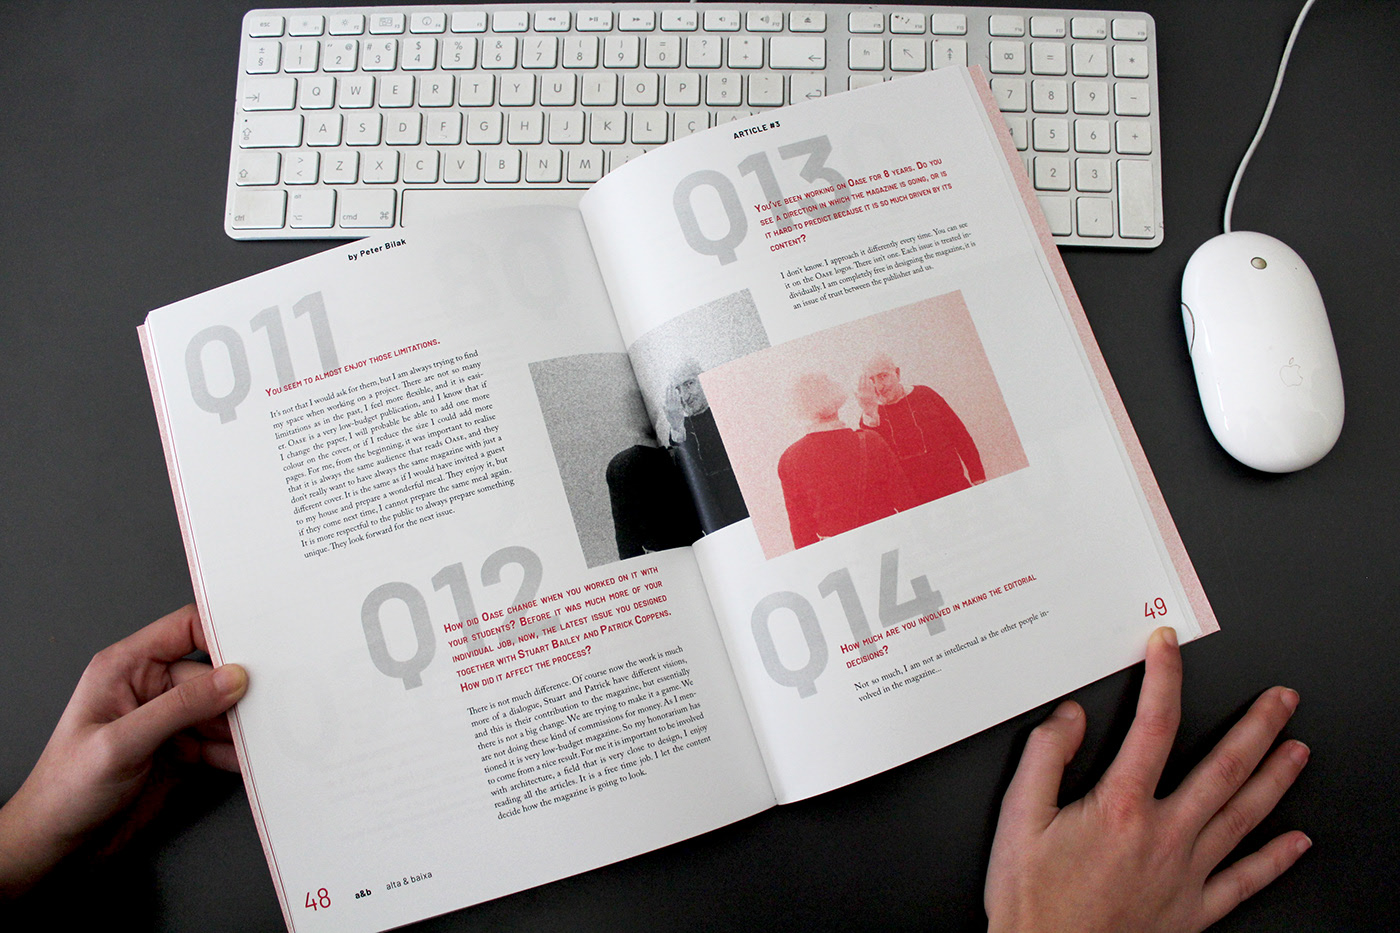 by Peter Bilak
Q11
You seem to almost enjoy those limitations.
It's not that I would ask for them, but I am always trying to find
my space when working on a project. There are not so many
limitations as in the past, I feel more flexible, and it is easi-
er. Oase is a very low-budget publication, and I know that if
I change the paper, I will probable be able to add one more
colour on the cover, or if I reduce the size I could add more
pages. For me, from the beginning, it was important to realise
that it is always the same audience that reads Oase, and they
don't really want to have always the same magazine with just a
different cover. It is the same as if I would have invited a guest
to my house and prepare a wonderful meal. They enjoy it, but
if they come next time, I cannot prepare the same meal again.
It is more respectful to the public to always prepare something
unique. They look forward for the next issue.
Q12
How did Oase change when you worked on it with
your students? Before it was much more of your
individual job, now, the latest issue you designed
together with Stuart Bailey and Patrick Coppens.
How did it affect the process?
There is not much difference. Of course now the work is much
more of a dialogue, Stuart and Patrick have different visions,
and this is their contribution to the magazine, but essentially
there is not a big change. We are trying to make it a game. We
are not doing these kind of commissions for money. As I men-
tioned it is very low-budget magazine. So my honorarium has
to come from a nice result. For me it is important to be involved
with architecture, a field that is very close to design, I enjoy
reading all the articles. It is a free time job. I let the content
decide how the magazine is going to look.
48 a&b alta & baixa
ARTICLE #3
Q13
You've been working on Oase for 8 years. Do you
see a direction in which the magazine is going, or is
it hard to predict because it is so much driven by its
content?
I don't know. I approach it differently every time. You can see
it on the Oase logos. There isn't one. Each issue is treated in-
dividually. I am completely free in designing the magazine, it is
an issue of trust between the publisher and us.
Q14
How much are you involved in making the editorial
decisions?
Not so much, I am not as intellectual as the other people in-
volved in the magazine...
49
esc
Q W E R T Y U I O P
A S D F G H J K L Ç
Z X C V B N M
ctrl alt cmd
7 8 9